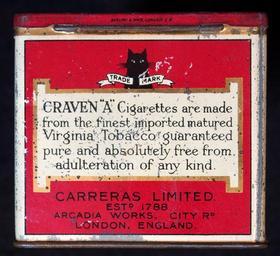 TRADE MARK
"CRAVEN "A" Cigarettes are made
from the finest imported matured
Virginia Tobacco guaranteed
pure and absolutely free from
adulteration of any kind.
CARRERAS LIMITED.
ESTD 1788
ARCADIA WORKS, CITY RD
LONDON, ENGLAND.